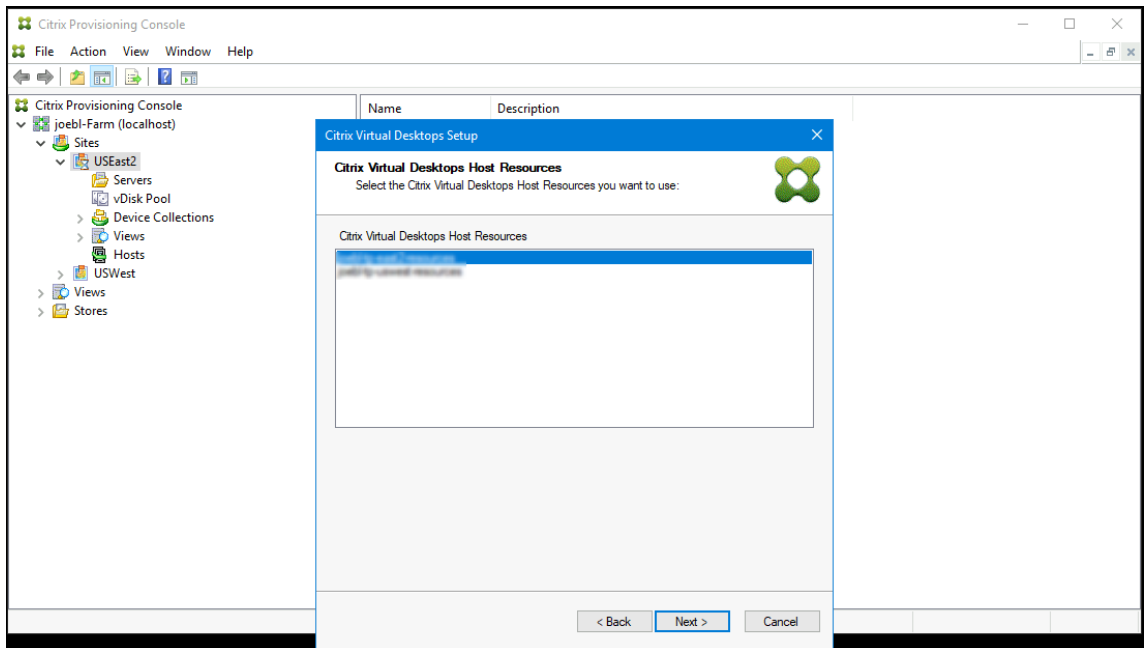 Citrix Provisioning Console
File Action View Window Help
Citrix Provisioning Console
joebl-Farm (localhost)
Sites
USEast2
Servers
vDisk Pool
Device Collections
Views
Hosts
USWest
Views
Stores
Name Description
Citrix Virtual Desktops Setup
Citrix Virtual Desktops Host Resources
Select the Citrix Virtual Desktops Host Resources you want to use:
Citrix Virtual Desktops Host Resources
< Back Next > Cancel